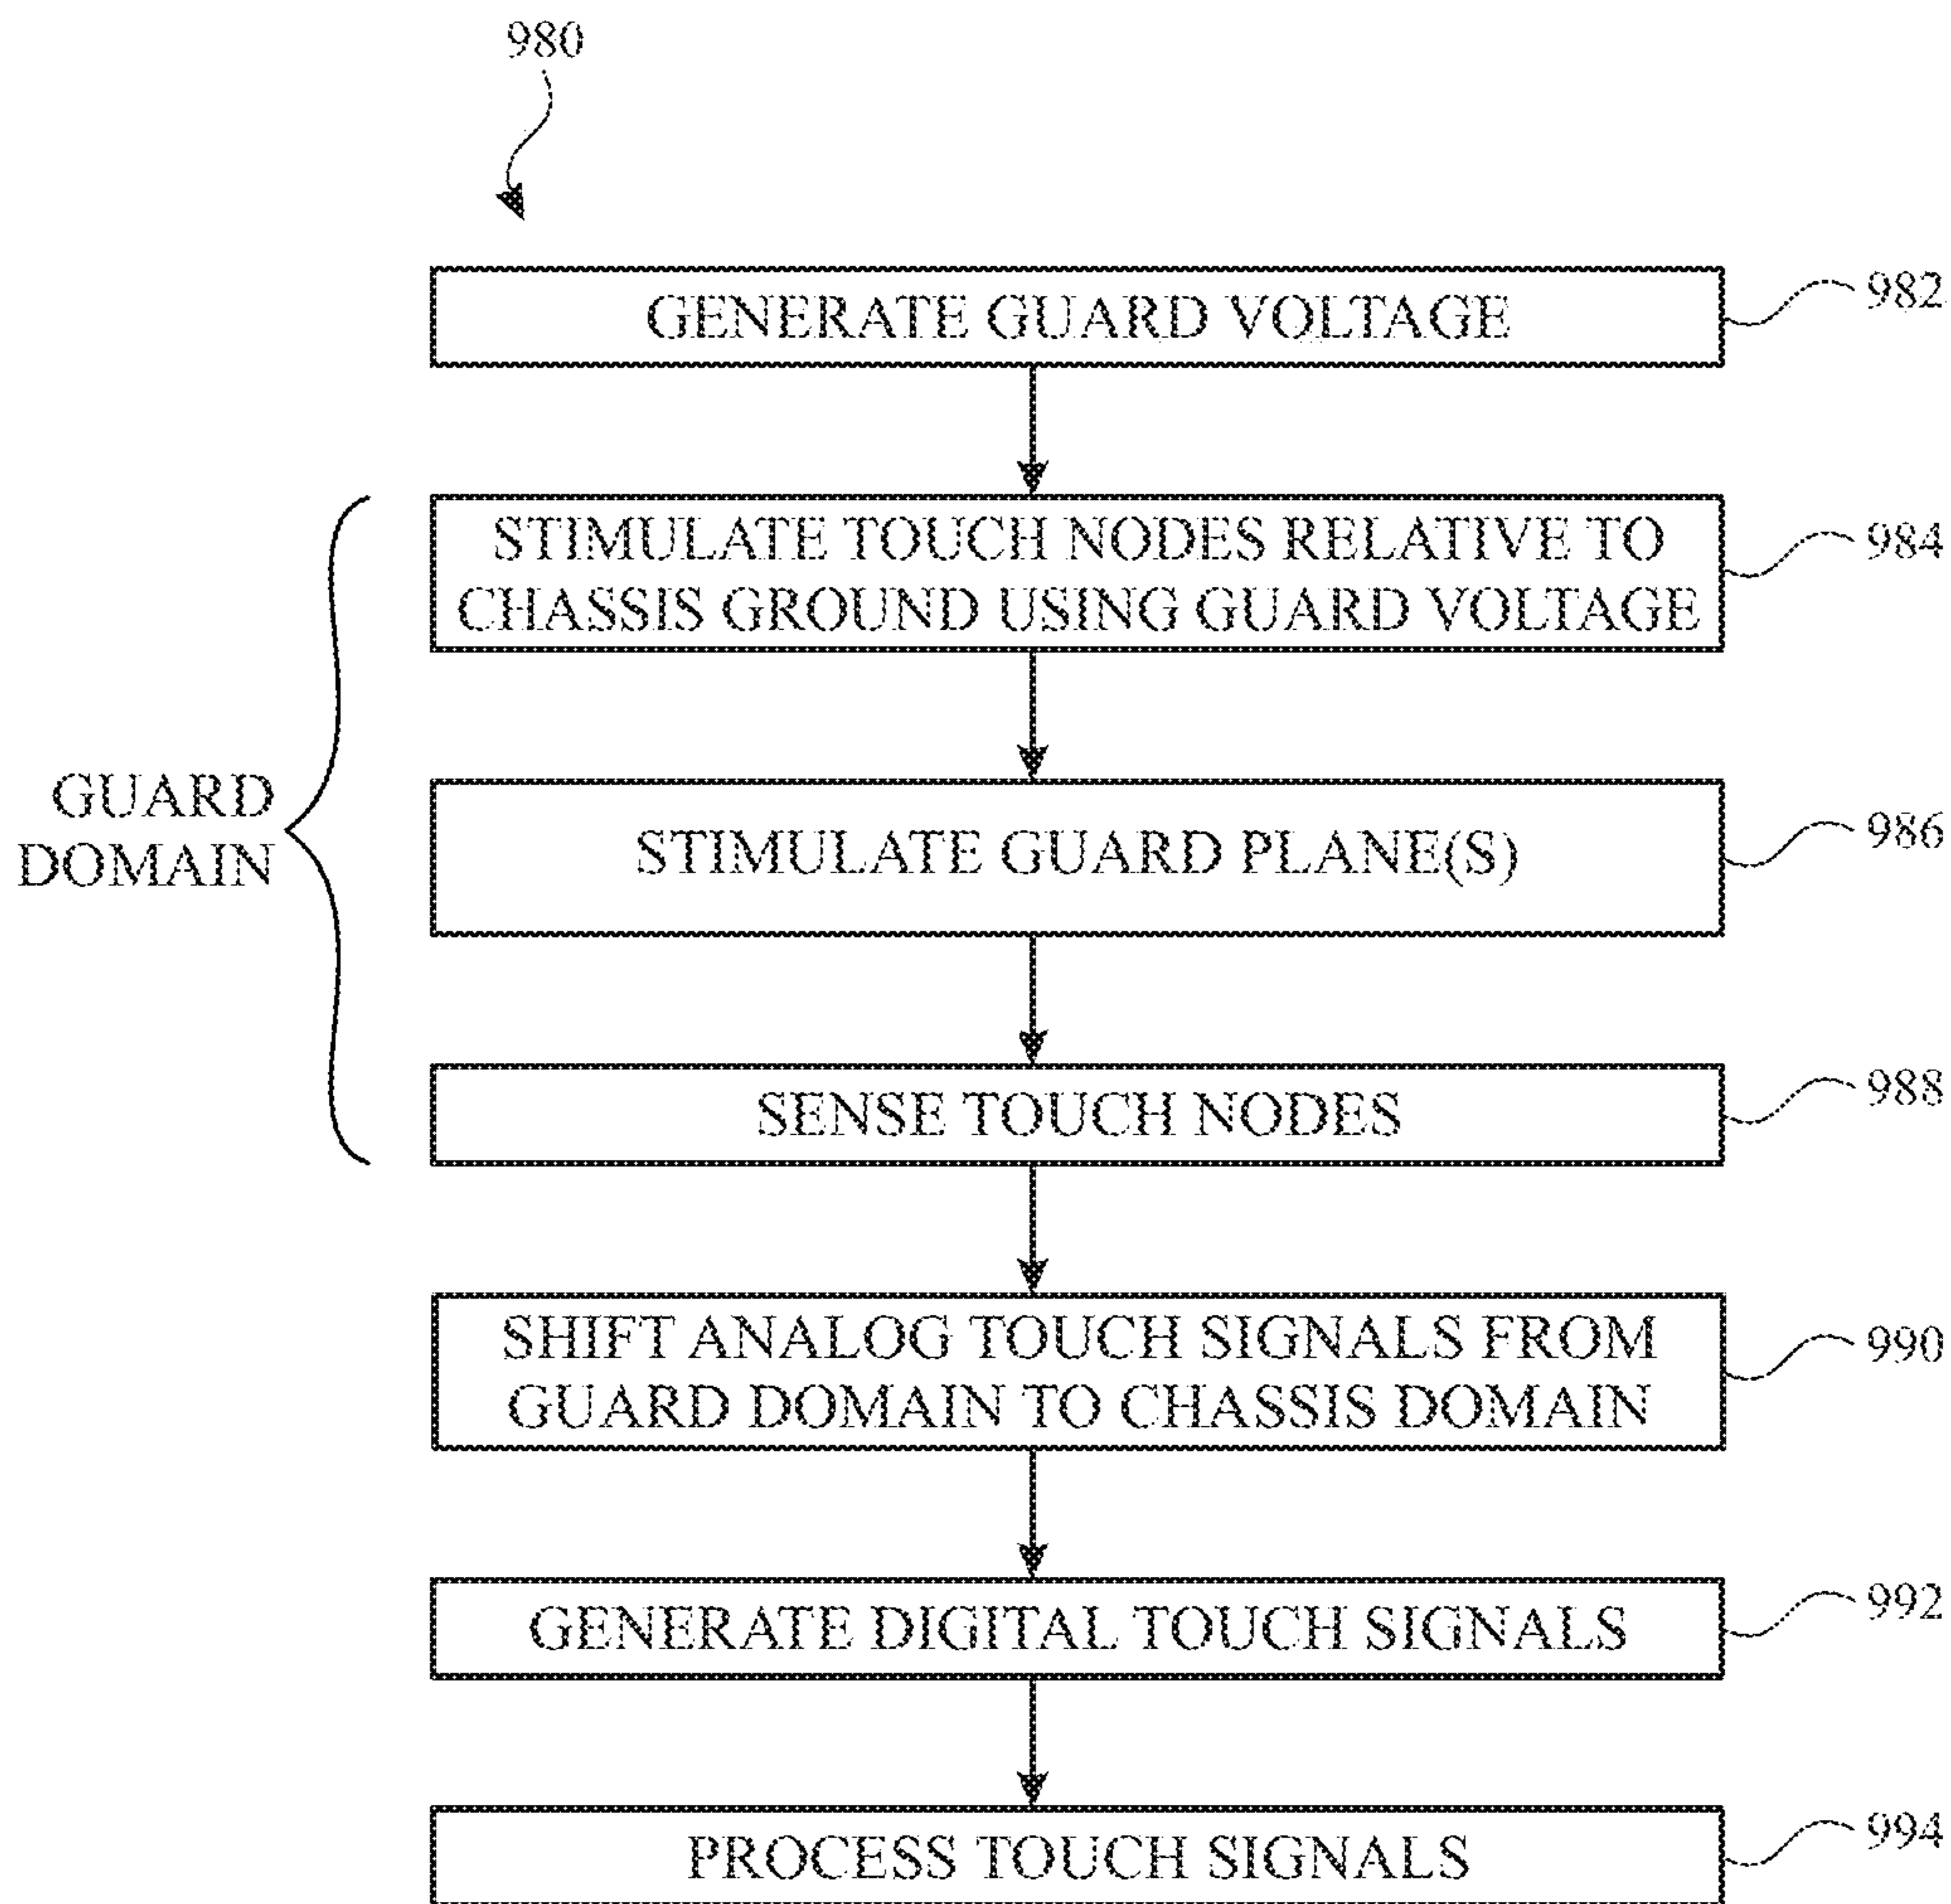 980
GENERATE GUARD VOLTAGE
982
STIMULATE TOUCH NODES RELATIVE TO
CHASSIS GROUND USING GUARD VOLTAGE
984
GUARD
DOMAIN
STIMULATE GUARD PLANE(S)
986
SENSE TOUCH NODES
988
SHIFT ANALOG TOUCH SIGNALS FROM
GUARD DOMAIN TO CHASSIS DOMAIN
990
GENERATE DIGITAL TOUCH SIGNALS
992
PROCESS TOUCH SIGNALS
994